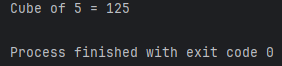 Cube of 5 = 125
Process finished with exit code 0